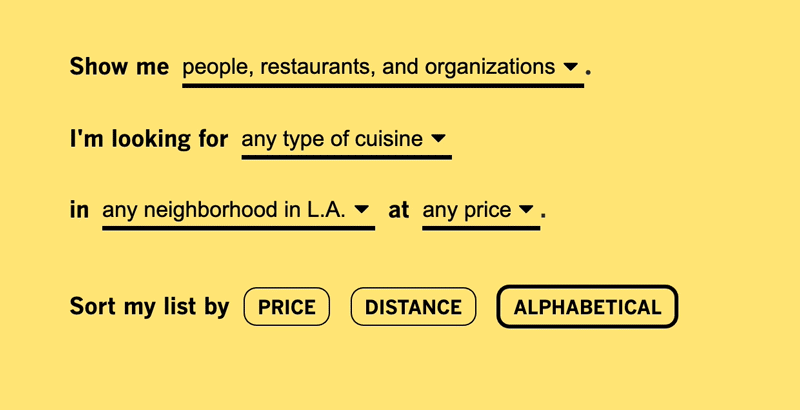 Show me people, restaurants, and organizations.
I'm looking for any type of cuisine
in any neighborhood in L.A. at any price.
Sort my list by PRICE DISTANCE ALPHABETICAL